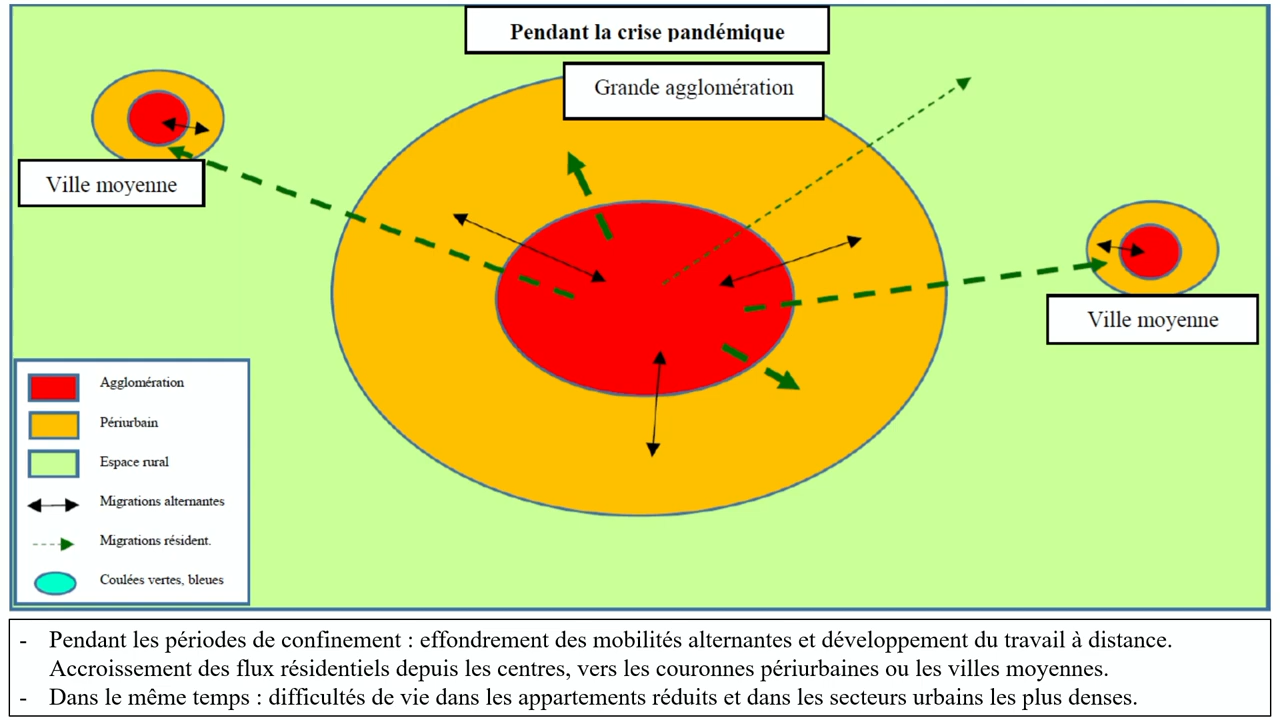 Pendant la crise pandémique
Grande agglomération
Ville moyenne
Ville moyenne
Agglomération
Périurbain
Espace rural
Migrations alternantes
Migrations résident.
Coulées vertes, bleues
- Pendant les périodes de confinement : effondrement des mobilités alternantes et développement du travail à distance.
Accroissement des flux résidentiels depuis les centres, vers les couronnes périurbaines ou les villes moyennes.
- Dans le même temps : difficultés de vie dans les appartements réduits et dans les secteurs urbains les plus denses.